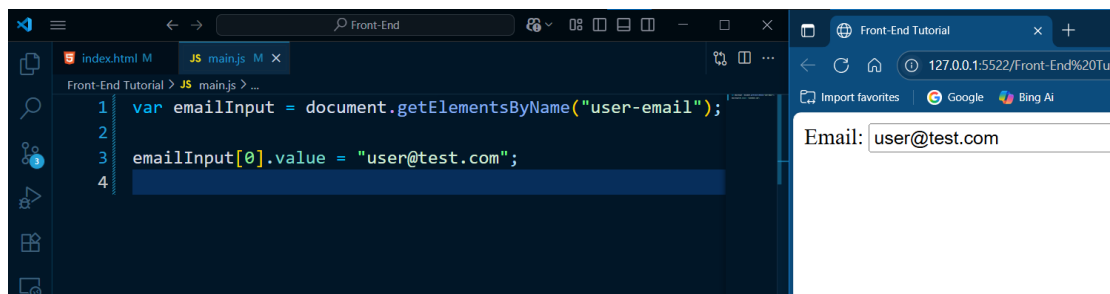 Front-End
index.html M
JS main.js M
Front-End Tutorial > JS main.js > ...
1 var emailInput = document.getElementsByName("user-email");
2
3 emailInput[0].value = "user@test.com";
4
3
Front-End Tutorial
127.0.0.1:5522/Front-End%20Tu
Import favorites
Google
Bing Ai
Email: user@test.com